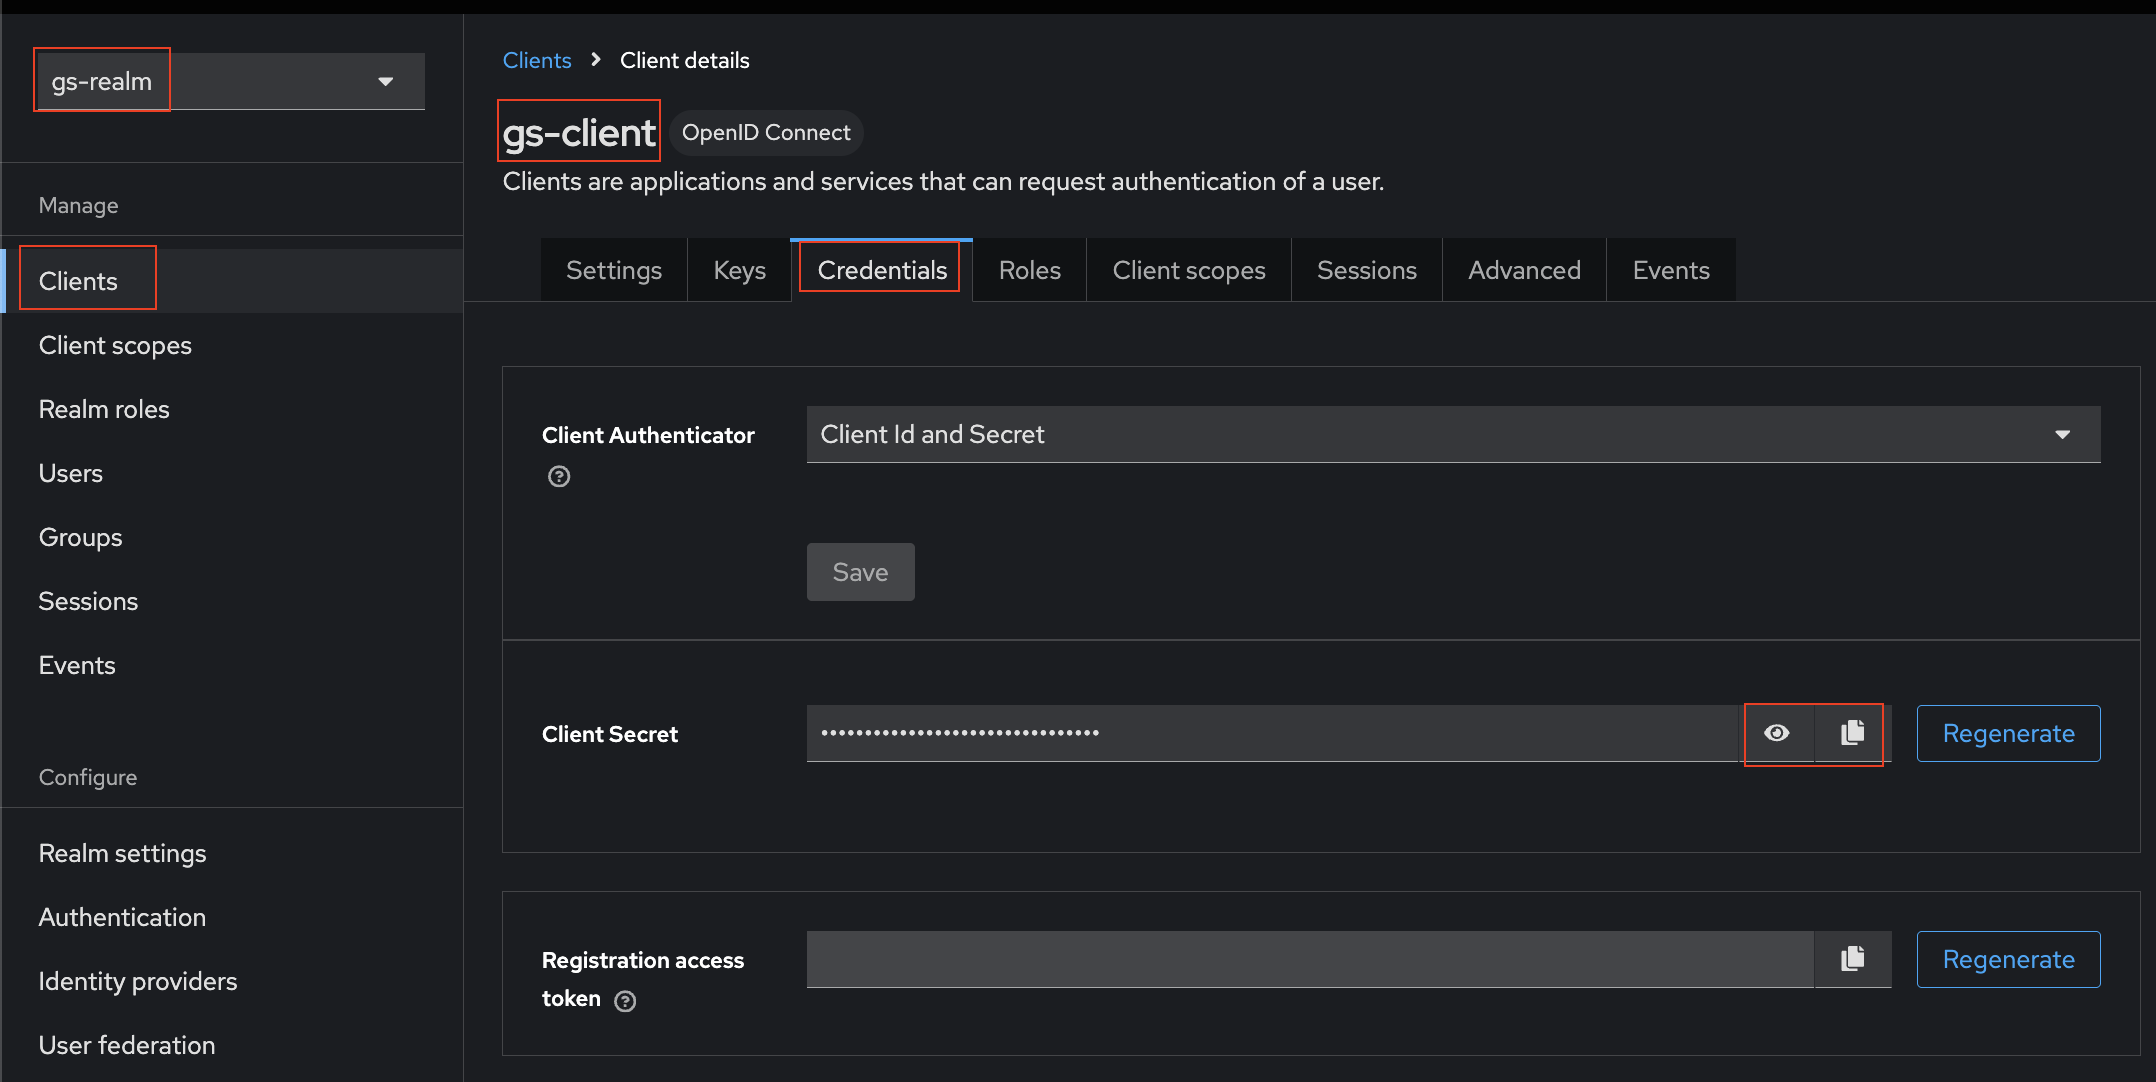 gs-realm
Manage
Clients
Client scopes
Realm roles
Users
Groups
Sessions
Events
Configure
Realm settings
Authentication
Identity providers
User federation
Clients > Client details
gs-client OpenID Connect
Clients are applications and services that can request authentication of a user.
Settings Keys Credentials Roles Client scopes Sessions Advanced Events
Client Authenticator Client Id and Secret
Save
Client Secret •••••••••••••••••••••••••••••••• Regenerate
Registration access Regenerate
token